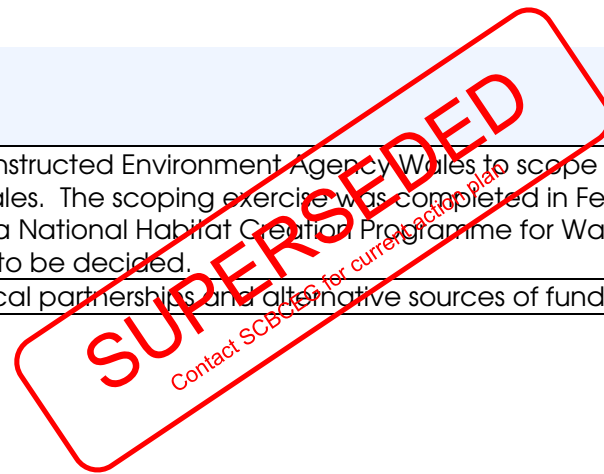 nstructed Environment Agency Wales to scope
ales. The scoping exercise was completed in Fe
a National Habitat Creation Programme for Wa
to be decided.
cal partnerships and alternative sources of fund
SUPERSEDED
Contact SCBCEG for current action plan